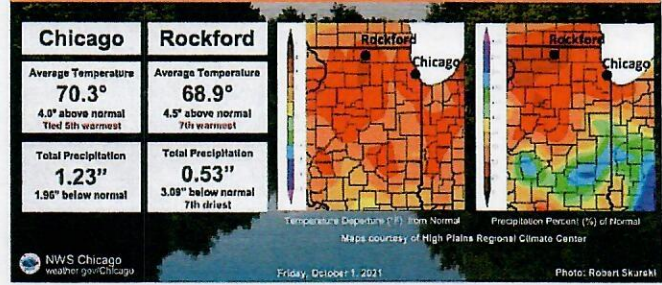 Chicago
Average Temperature
70.3°
4.0° above normal
Tied 5th warmest
Total Precipitation
1.23"
1.96" below normal
Rockford
Average Temperature
68.9°
4.5° above normal
7th warmest
Total Precipitation
0.53"
3.09" below normal
7th driest
Rockford
Chicago
Temperature Departure (°F) from Normal
Rockford
Chicago
Precipitation Percent (%) of Normal
Maps courtesy of High Plains Regional Climate Center
NWS Chicago
weather.gov/Chicago
Friday, October 1, 2021
Photo: Robert Skurski